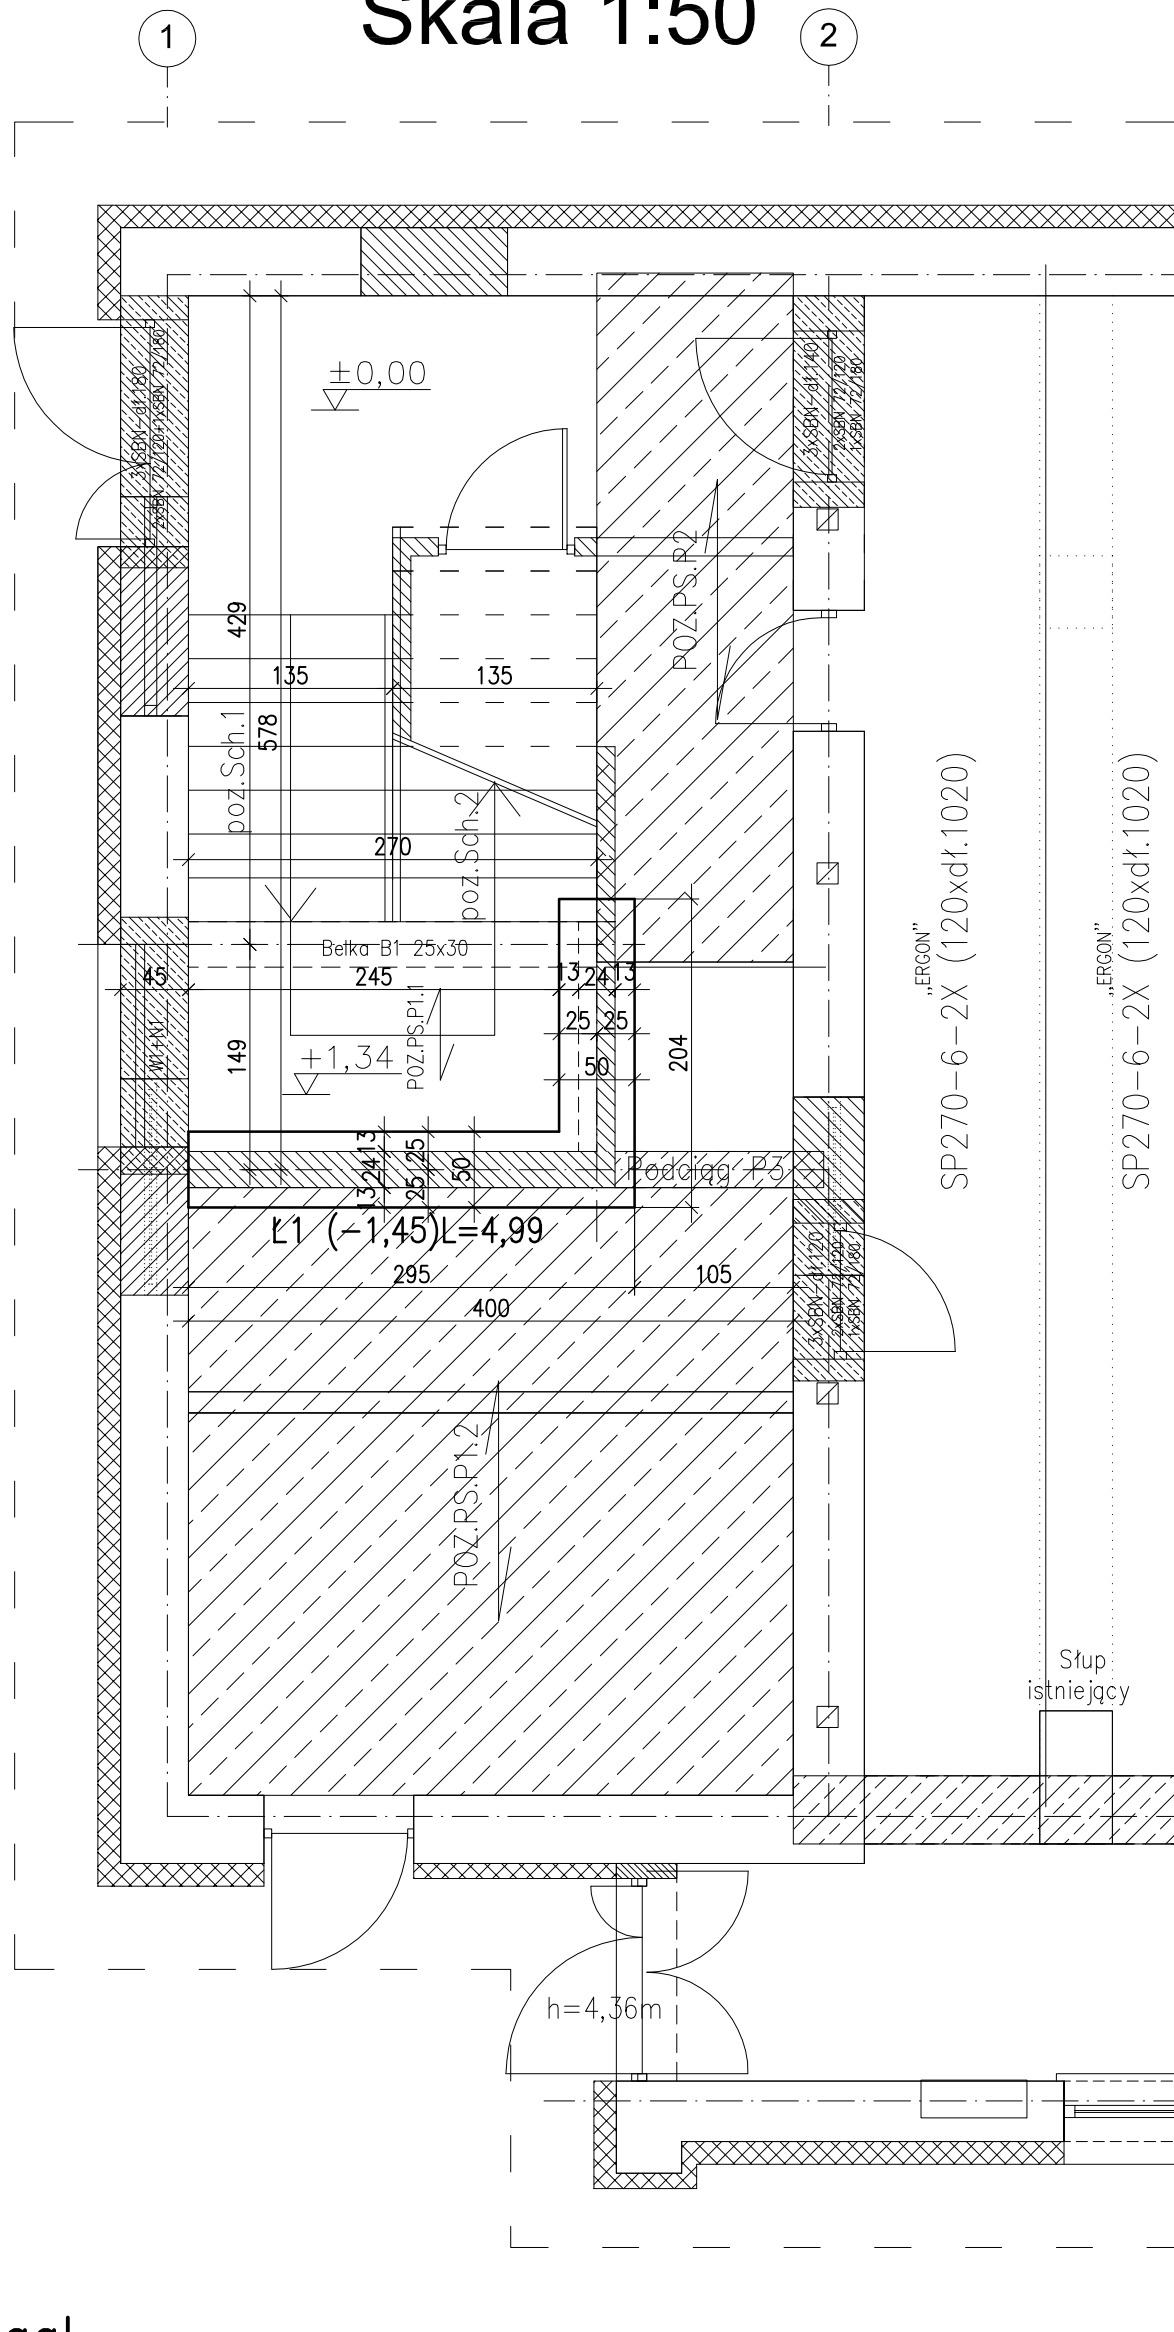 Skala 1:50
1
2
±0,00
3xSBN-dł.180
2xSBN 72/120+1xSBN 72/180
3xSBN-dł.140
2xSBN 72/120
1xSBN 72/180
POZ.PS.P2
429
135
135
578
poz.Sch.1
270
poz.Sch.2
„ERGON”
SP270-6-2X (120xdł.1020)
„ERGON”
SP270-6-2X (120xdł.1020)
Belka B1 25x30
45
245
13
24
13
POZ.PS.P1.1
25
25
W1+N1
149
+1,34
50
204
13
24
13
25
25
50
Podciąg P3
Ł1 (-1,45)L=4,99
295
105
400
3xSBN-dł.120
2xSBN 72/120
1xSBN 72/180
POZ.PS.P1.2
Słup
istniejący
h=4,36m